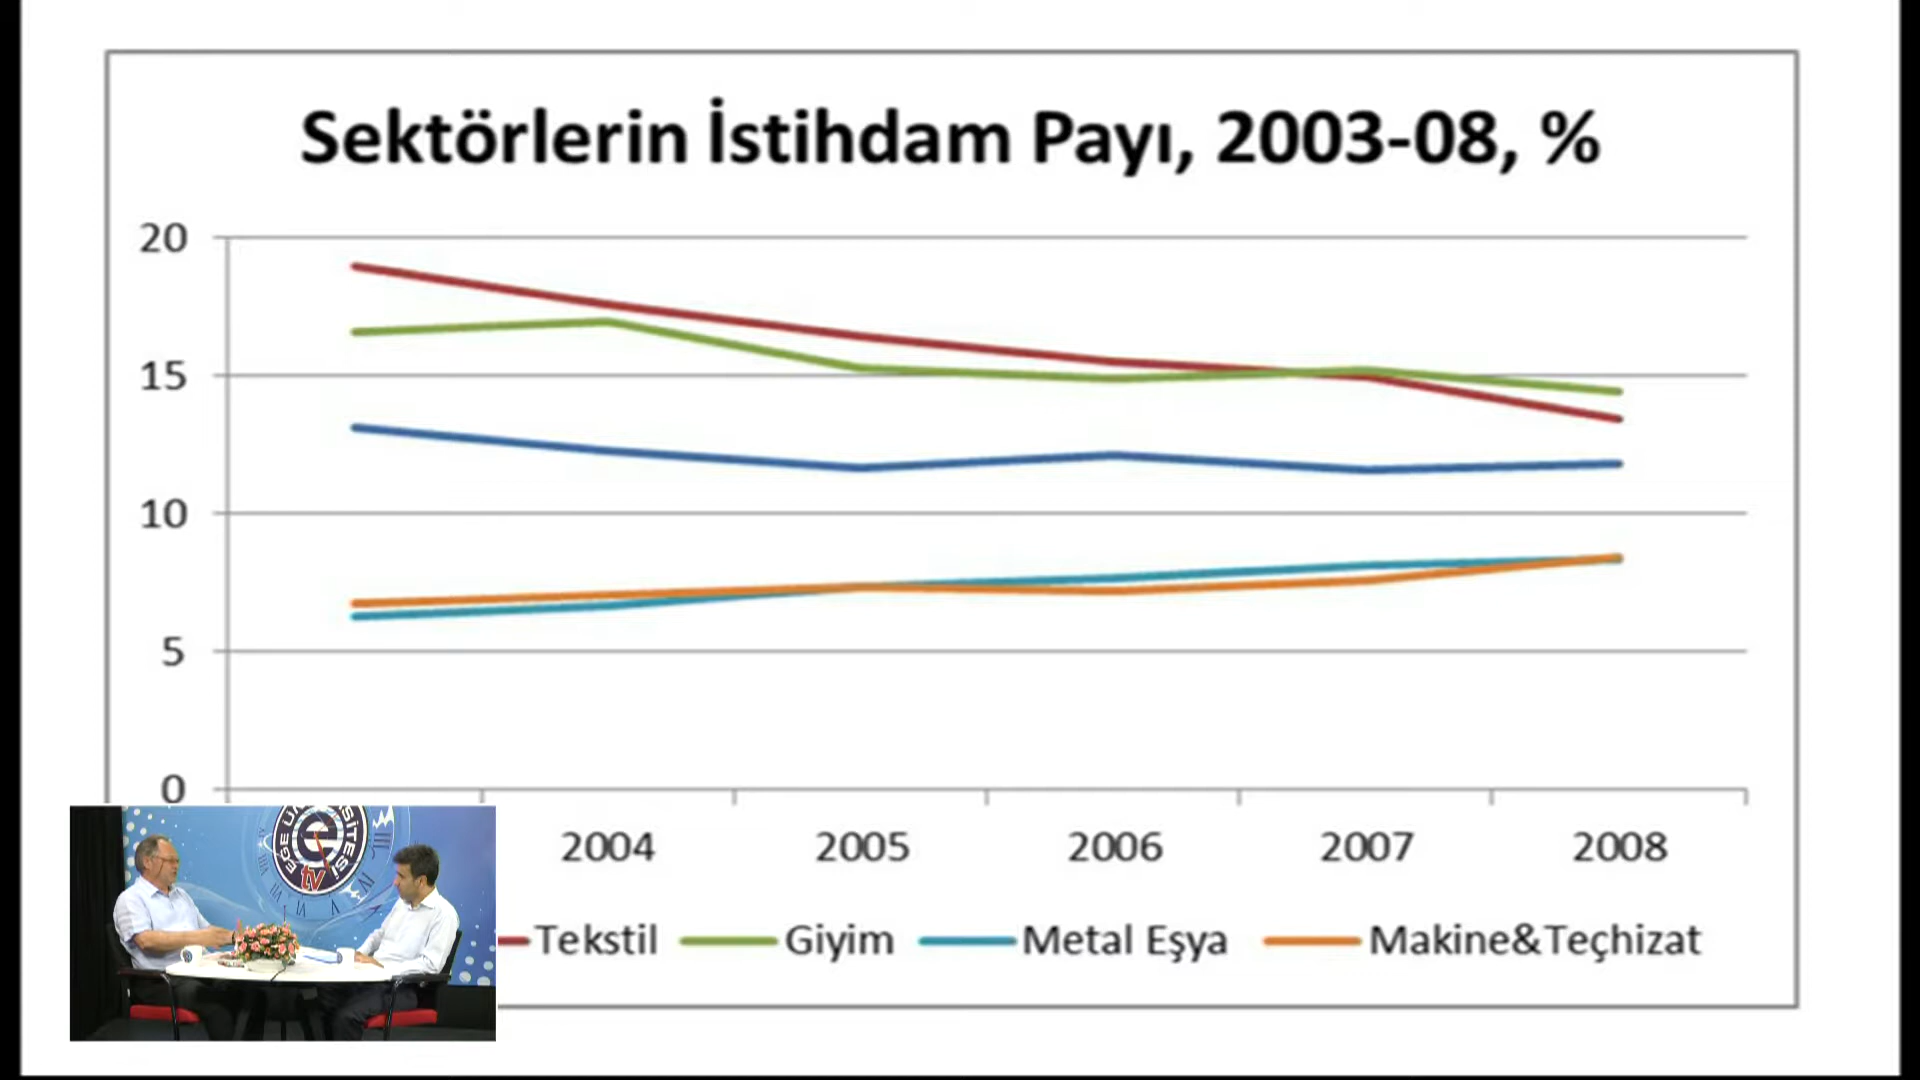 Sektörlerin İstihdam Payı, 2003-08, %
20
15
10
5
0
2004 2005 2006 2007 2008
Tekstil Giyim Metal Eşya Makine&Teçhizat
e
tv